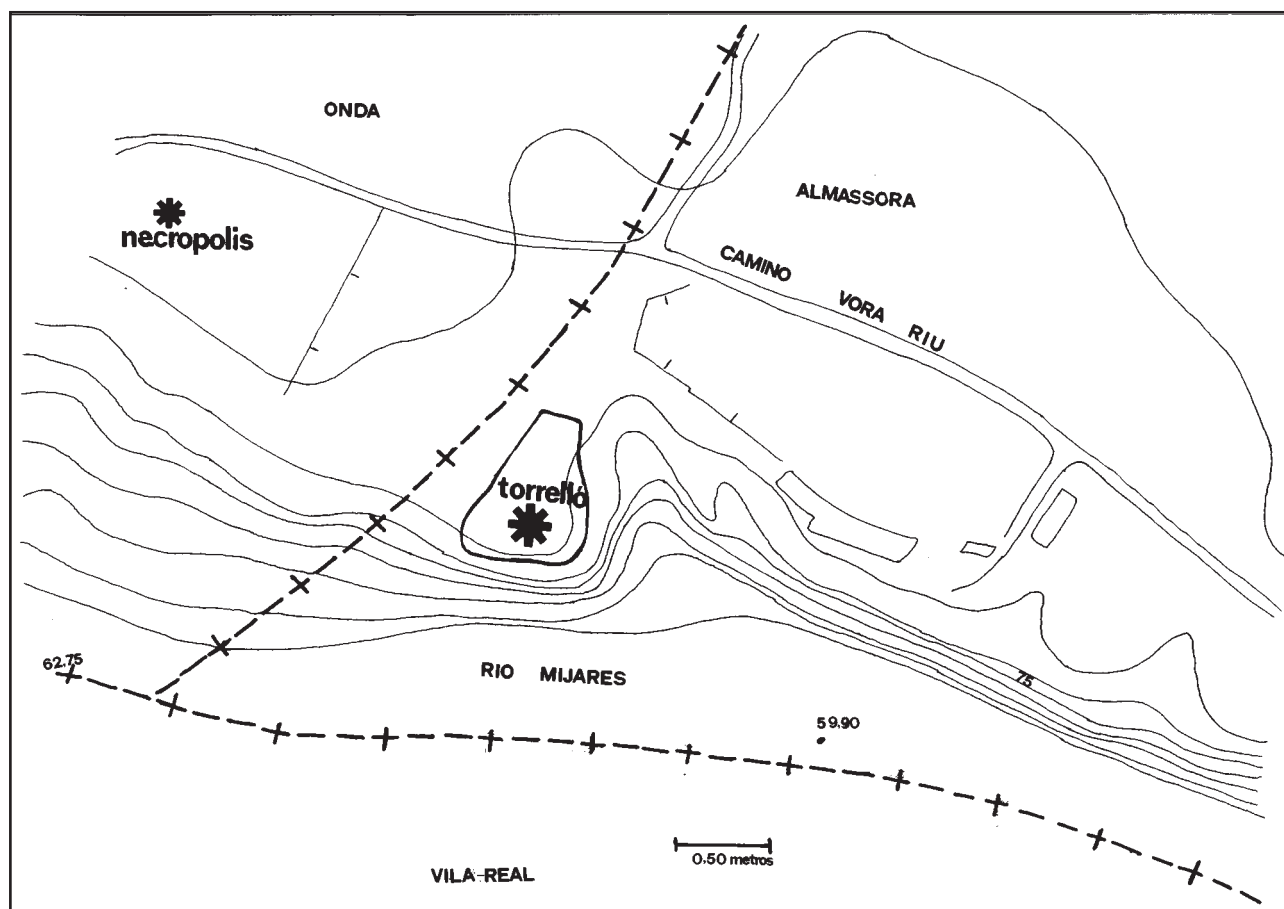 ONDA
ALMASSORA
necropolis
CAMINO VORA RIU
torrelló
62.75
RIO MIJARES
75
59.90
0.50 metros
VILA-REAL